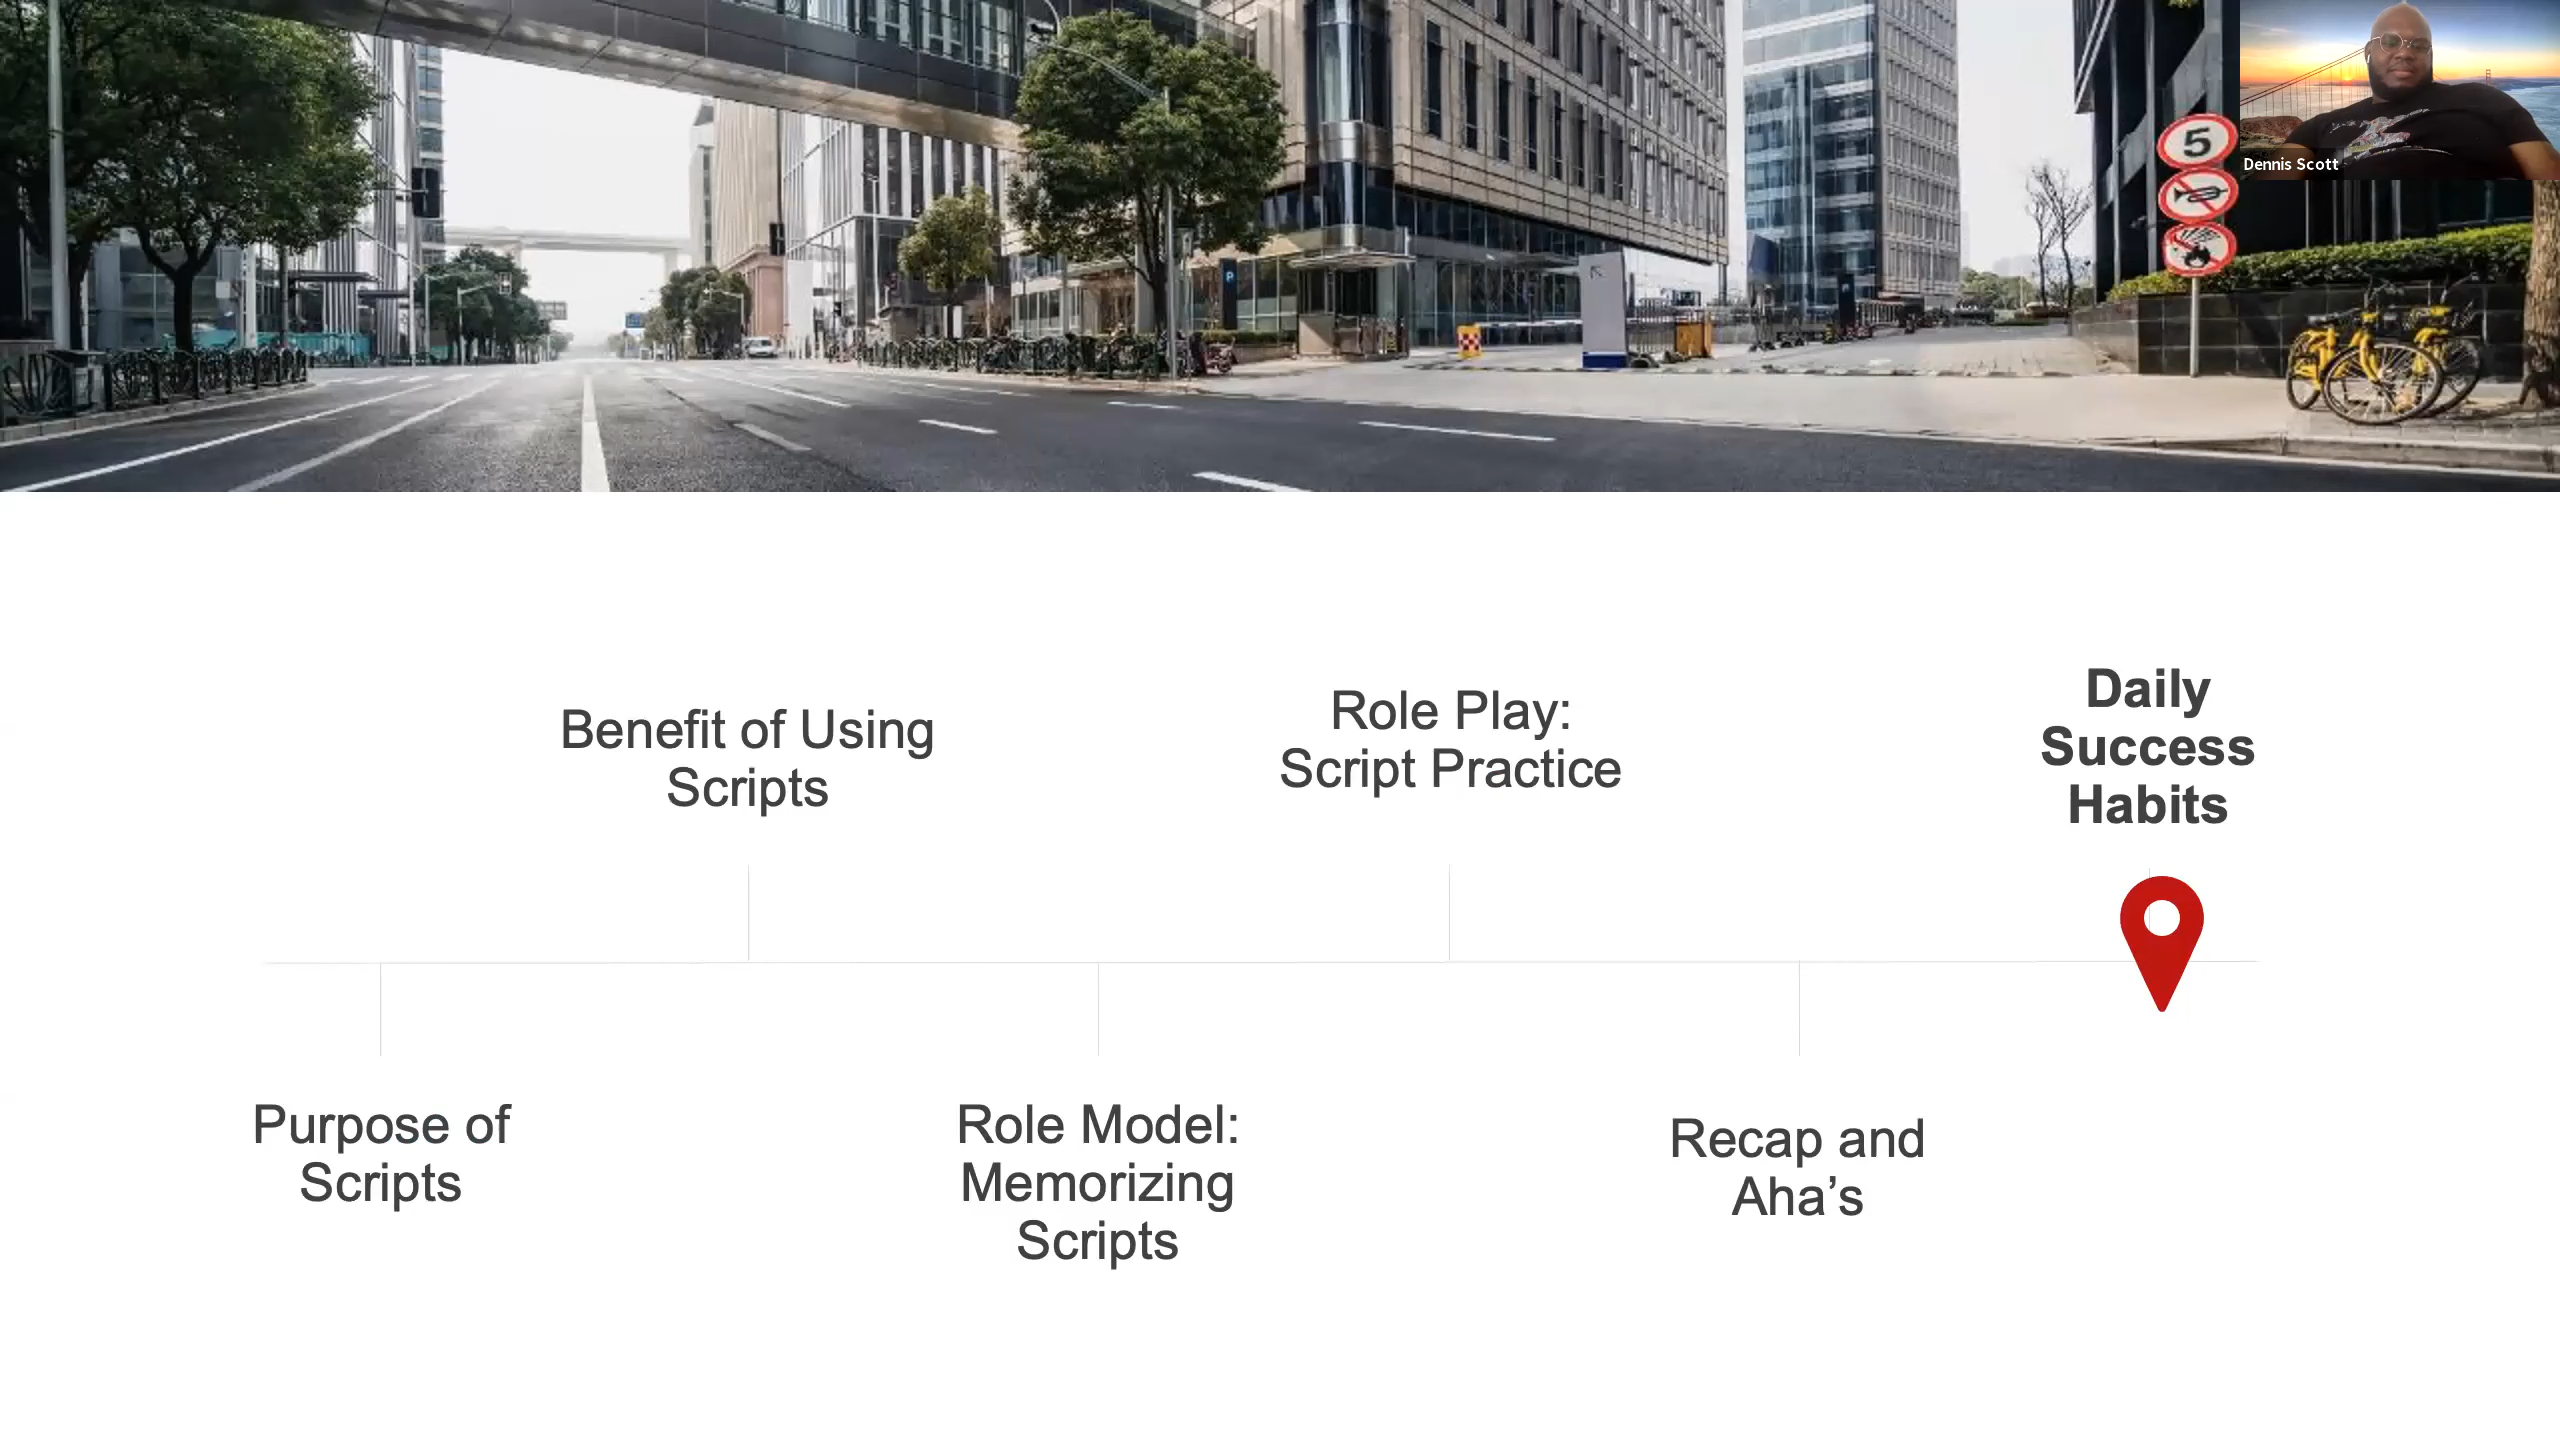 5
P
Dennis Scott
Benefit of Using
Scripts
Role Play:
Script Practice
Daily
Success
Habits
Purpose of
Scripts
Role Model:
Memorizing
Scripts
Recap and
Aha’s